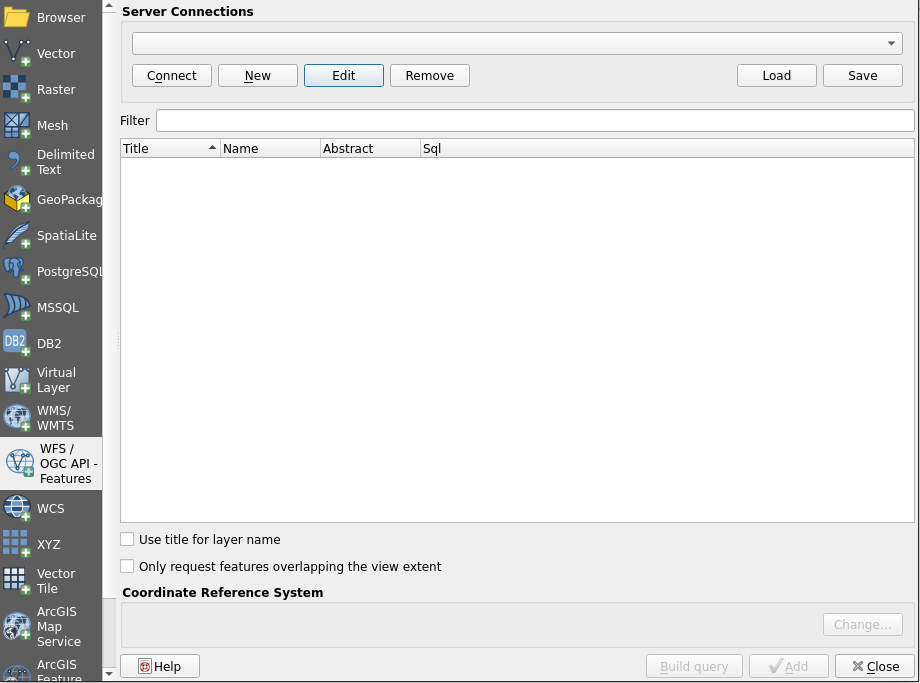 Browser
Vector
Raster
Mesh
Delimited
Text
GeoPackag
SpatiaLite
PostgreSQL
MSSQL
DB2
DB2
Virtual
Layer
WMS/
WMTS
WFS /
OGC API -
Features
WCS
XYZ
Vector
Tile
ArcGIS
Map
Service
ArcGIS
Feature
Server Connections
Connect New Edit Remove Load Save
Filter
Title Name Abstract Sql
Use title for layer name
Only request features overlapping the view extent
Coordinate Reference System
Change...
Help Build query Add Close